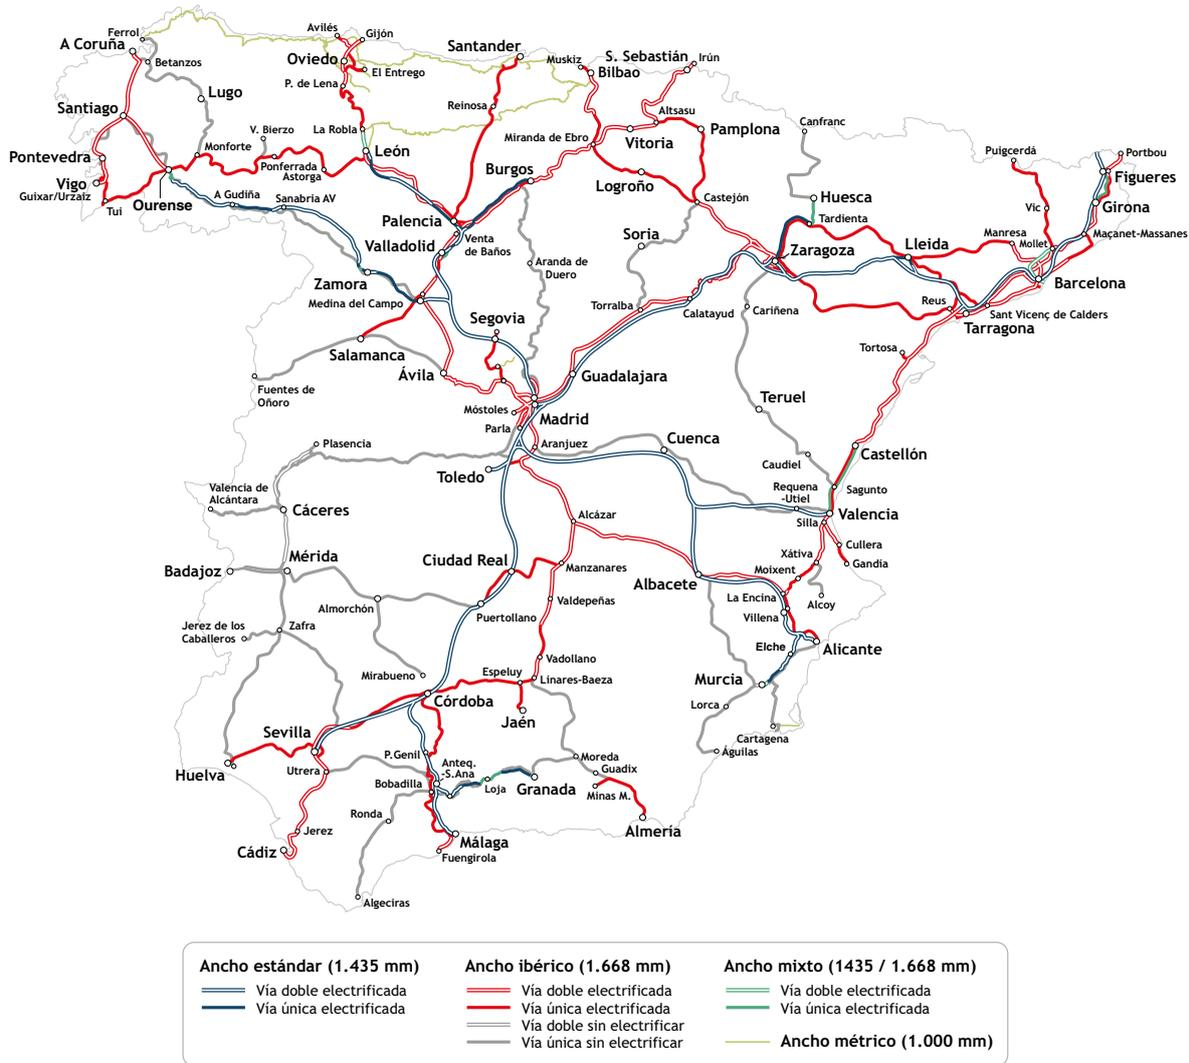 Ferrol
A Coruña
Betanzos
Lugo
Santiago
Pontevedra
Vigo
Guixar/Urzaiz
Tui
Ourense
Monforte
V. Bierzo
Ponferrada
Astorga
A Gudiña
Sanabria AV
Avilés
Gijón
Oviedo
El Entrego
P. de Lena
La Robla
León
Santander
Reinosa
Muskiz
Bilbao
S. Sebastián
Irún
Altsasu
Miranda de Ebro
Vitoria
Pamplona
Burgos
Logroño
Castejón
Canfranc
Huesca
Tardienta
Palencia
Valladolid
Venta
de Baños
Aranda de
Duero
Soria
Zaragoza
Lleida
Puigcerdá
Portbou
Figueres
Vic
Girona
Manresa
Mollet
Maçanet-Massanes
Barcelona
Sant Vicenç de Calders
Reus
Tarragona
Tortosa
Zamora
Medina del Campo
Segovia
Salamanca
Ávila
Fuentes de
Oñoro
Torralba
Calatayud
Cariñena
Guadalajara
Móstoles
Madrid
Parla
Aranjuez
Toledo
Cuenca
Teruel
Caudiel
Castellón
Sagunto
Requena
-Utiel
Valencia
Silla
Cullera
Gandía
Xátiva
Moixent
La Encina
Alcoy
Villena
Elche
Alicante
Murcia
Lorca
Cartagena
Águilas
Plasencia
Valencia de
Alcántara
Cáceres
Mérida
Badajoz
Almorchón
Jerez de los
Caballeros
Zafra
Mirabueno
Alcázar
Ciudad Real
Manzanares
Albacete
Puertollano
Valdepeñas
Vadollano
Espeluy
Linares-Baeza
Jaén
Córdoba
Sevilla
Huelva
Utrera
P.Genil
Anteq.
-S.Ana
Bobadilla
Loja
Granada
Moreda
Guadix
Minas M.
Almería
Ronda
Jerez
Cádiz
Málaga
Fuengirola
Algeciras
Ancho estándar (1.435 mm)
Vía doble electrificada
Vía única electrificada
Ancho ibérico (1.668 mm)
Vía doble electrificada
Vía única electrificada
Vía doble sin electrificar
Vía única sin electrificar
Ancho mixto (1435 / 1.668 mm)
Vía doble electrificada
Vía única electrificada
Ancho métrico (1.000 mm)